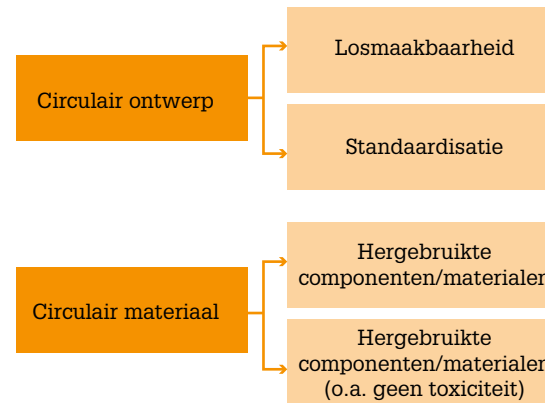 Circulair ontwerp
Losmaakbaarheid
Standaardisatie
Circulair materiaal
Hergebruikte
componenten/materialen
Hergebruikte
componenten/materialen
(o.a. geen toxiciteit)